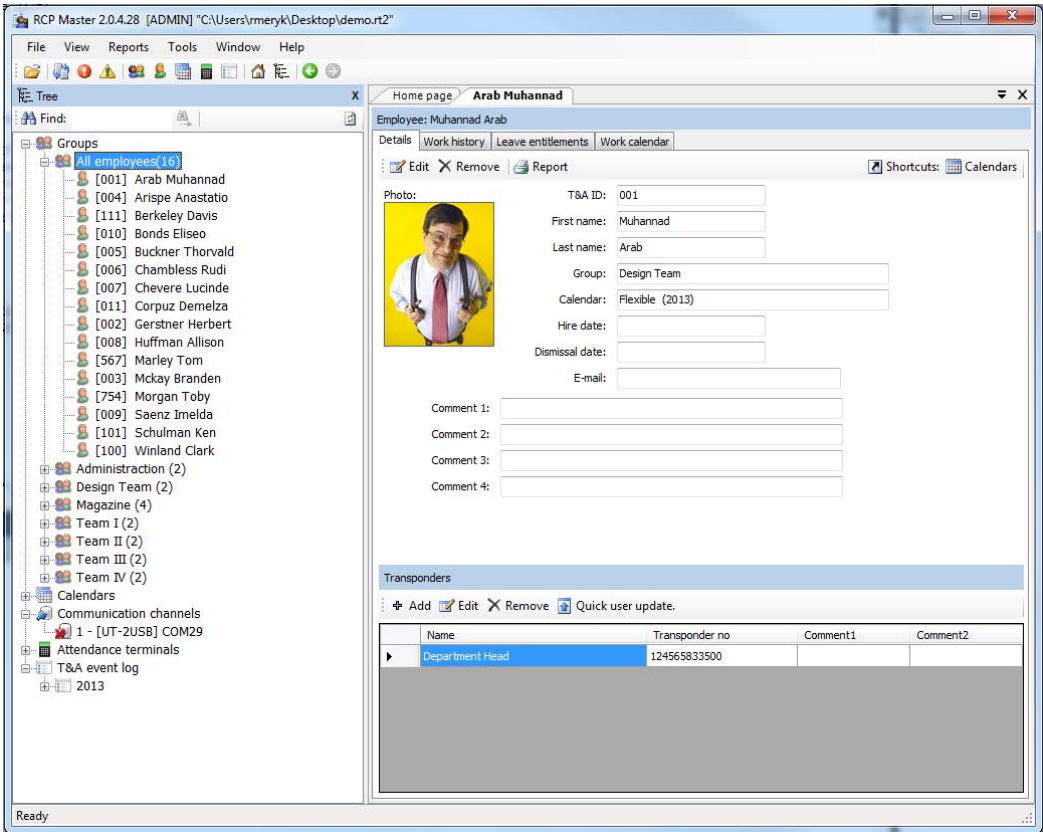 RCP Master 2.0.4.28 [ADMIN] "C:\Users\rmeryk\Desktop\demo.rt2"
File View Reports Tools Window Help
Tree X
Find:
Groups
All employees(16)
[001] Arab Muhannad
[004] Arispe Anastatio
[111] Berkeley Davis
[010] Bonds Eliseo
[005] Buckner Thorvald
[006] Chambless Rudi
[007] Chevere Lucinde
[011] Corpuz Demelza
[002] Gerstner Herbert
[008] Huffman Allison
[567] Marley Tom
[003] Mckay Branden
[754] Morgan Toby
[009] Saenz Imelda
[101] Schulman Ken
[100] Winland Clark
Administraction (2)
Design Team (2)
Magazine (4)
Team I (2)
Team II (2)
Team III (2)
Team IV (2)
Calendars
Communication channels
1 - [UT-2USB] COM29
Attendance terminals
T&A event log
2013
Home page Arab Muhannad
Employee: Muhannad Arab
Details Work history Leave entitlements Work calendar
Edit Remove Report Shortcuts: Calendars
Photo:
T&A ID: 001
First name: Muhannad
Last name: Arab
Group: Design Team
Calendar: Flexible (2013)
Hire date:
Dismissal date:
E-mail:
Comment 1:
Comment 2:
Comment 3:
Comment 4:
Transponders
Add Edit Remove Quick user update.
Name Transponder no Comment1 Comment2
Department Head 124565833500
Ready